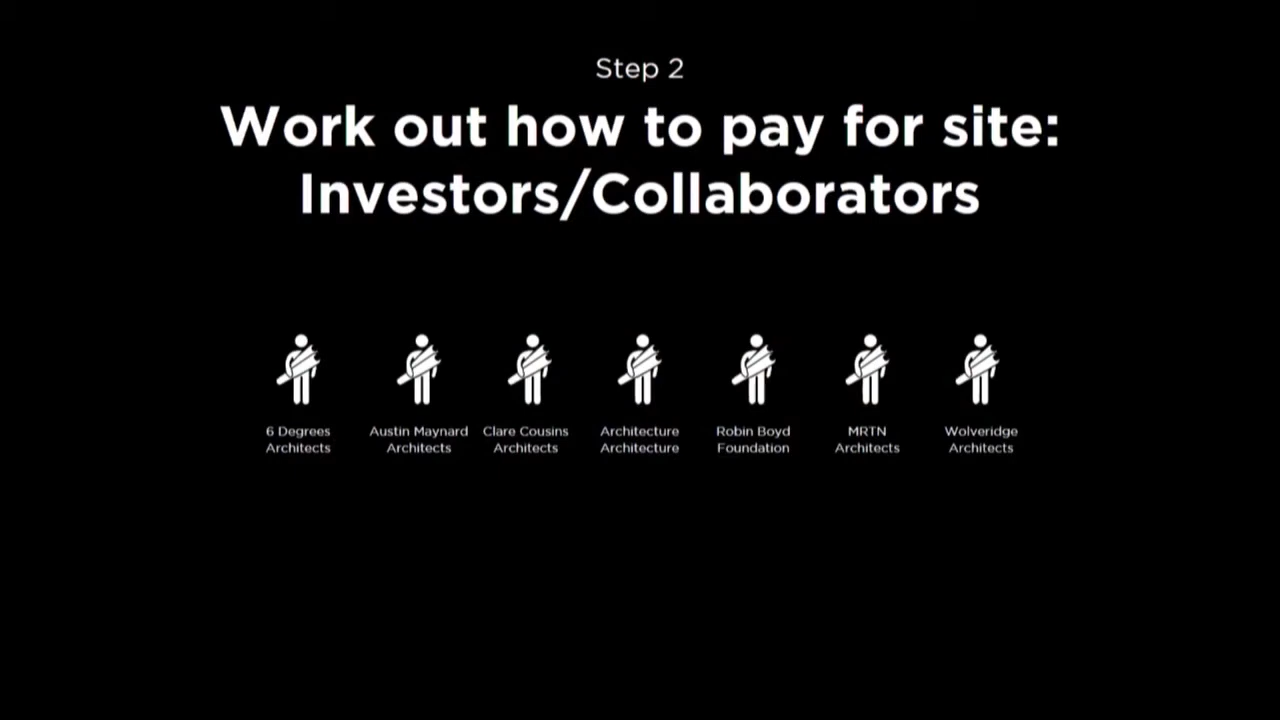 Step 2
Work out how to pay for site:
Investors/Collaborators
6 Degrees
Architects
Austin Maynard
Architects
Clare Cousins
Architects
Architecture
Architecture
Robin Boyd
Foundation
MRTN
Architects
Wolveridge
Architects